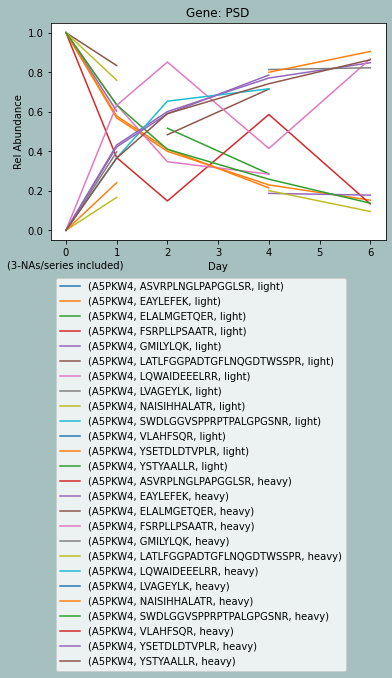 Gene: PSD
Rel Abundance
1.0
0.8
0.6
0.4
0.2
0.0
0 1 2 3 4 5 6
(3-NAs/series included)
Day
(A5PKW4, ASVRPLNGLPAPGGLSR, light)
(A5PKW4, EAYLEFEK, light)
(A5PKW4, ELALMGETQER, light)
(A5PKW4, FSRPLLPSAATR, light)
(A5PKW4, GMILYLQK, light)
(A5PKW4, LATLFGGPADTGFLNQGDTWSSPR, light)
(A5PKW4, LQWAIDEEELRR, light)
(A5PKW4, LVAGEYLK, light)
(A5PKW4, NAISIHHALATR, light)
(A5PKW4, SWDLGGVSPPRPTPALGPGSNR, light)
(A5PKW4, VLAHFSQR, light)
(A5PKW4, YSETDLDTVPLR, light)
(A5PKW4, YSTYAALLR, light)
(A5PKW4, ASVRPLNGLPAPGGLSR, heavy)
(A5PKW4, EAYLEFEK, heavy)
(A5PKW4, ELALMGETQER, heavy)
(A5PKW4, FSRPLLPSAATR, heavy)
(A5PKW4, GMILYLQK, heavy)
(A5PKW4, LATLFGGPADTGFLNQGDTWSSPR, heavy)
(A5PKW4, LQWAIDEEELRR, heavy)
(A5PKW4, LVAGEYLK, heavy)
(A5PKW4, NAISIHHALATR, heavy)
(A5PKW4, SWDLGGVSPPRPTPALGPGSNR, heavy)
(A5PKW4, VLAHFSQR, heavy)
(A5PKW4, YSETDLDTVPLR, heavy)
(A5PKW4, YSTYAALLR, heavy)